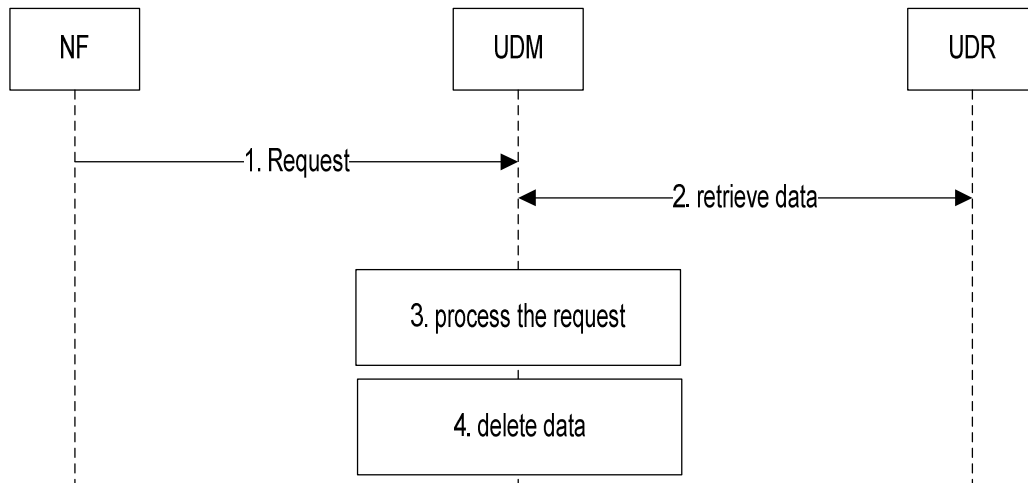 NF
UDM
UDR
1. Request
2. retrieve data
3. process the request
4. delete data